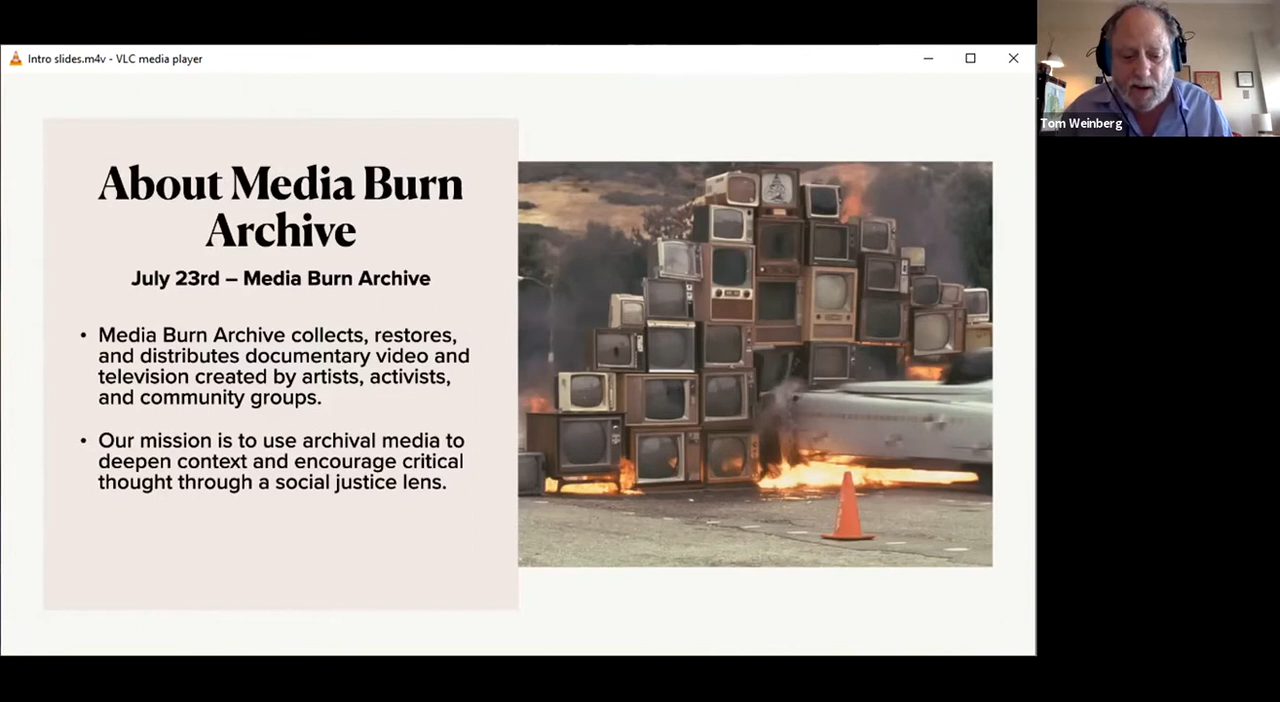 Intro slides.m4v - VLC media player
Tom Weinberg
About Media Burn
Archive
July 23rd – Media Burn Archive
• Media Burn Archive collects, restores,
and distributes documentary video and
television created by artists, activists,
and community groups.
• Our mission is to use archival media to
deepen context and encourage critical
thought through a social justice lens.